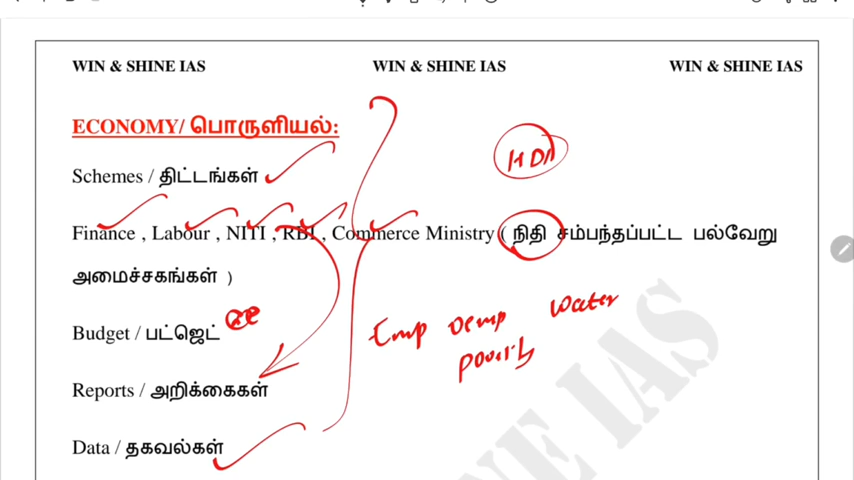 WIN & SHINE IAS WIN & SHINE IAS WIN & SHINE IAS
ECONOMY/ பொருளியல்:
HDI
Schemes / திட்டங்கள்
Finance , Labour , NITI , RBI , Commerce Ministry ( நிதி சம்பந்தப்பட்ட பல்வேறு
அமைச்சகங்கள் )
Budget / பட்ஜெட்
Emp Water
Reports / அறிக்கைகள்
Data / தகவல்கள்
SHINE IAS